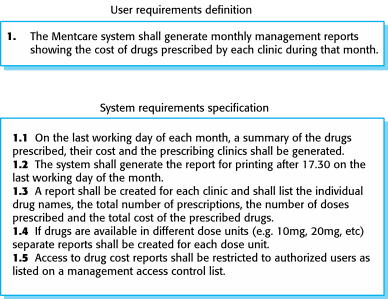 User requirements definition
1. The Mentcare system shall generate monthly management reports
showing the cost of drugs prescribed by each clinic during that month.
System requirements specification
1.1 On the last working day of each month, a summary of the drugs
prescribed, their cost and the prescribing clinics shall be generated.
1.2 The system shall generate the report for printing after 17.30 on the
last working day of the month.
1.3 A report shall be created for each clinic and shall list the individual
drug names, the total number of prescriptions, the number of doses
prescribed and the total cost of the prescribed drugs.
1.4 If drugs are available in different dose units (e.g. 10mg, 20mg, etc)
separate reports shall be created for each dose unit.
1.5 Access to drug cost reports shall be restricted to authorized users as
listed on a management access control list.